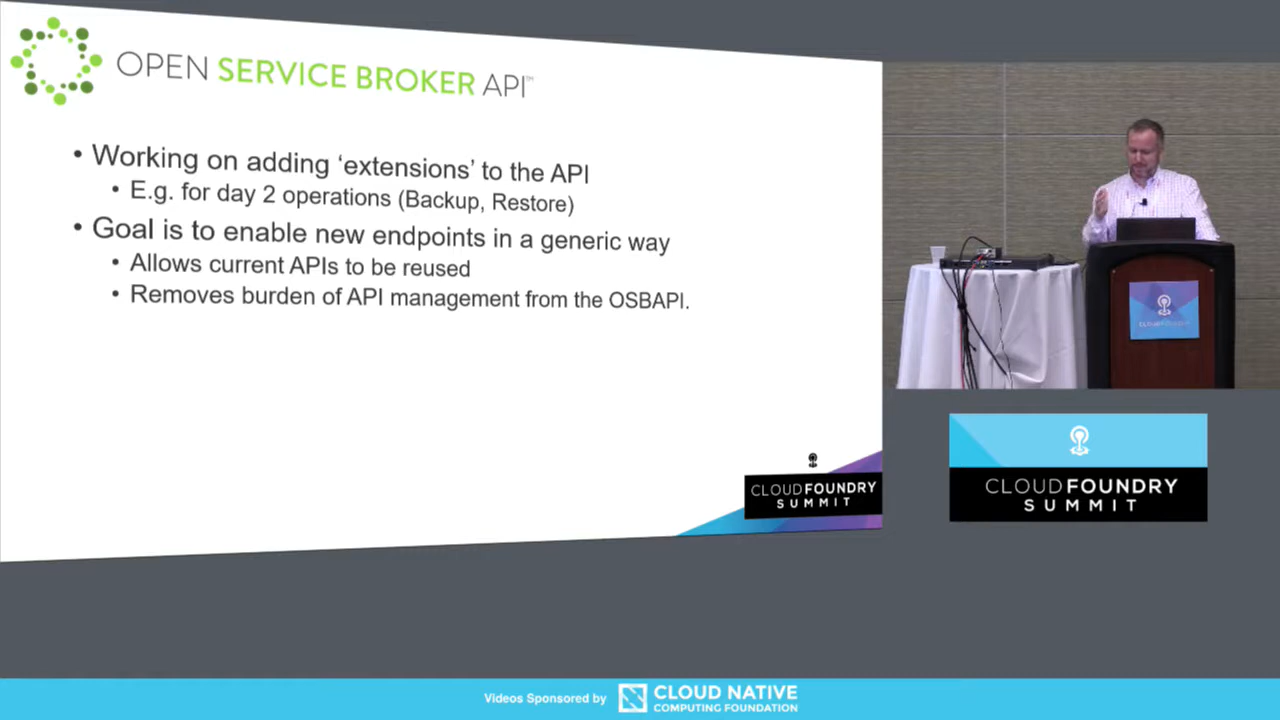 OPEN SERVICE BROKER API™
• Working on adding ‘extensions’ to the API
• E.g. for day 2 operations (Backup, Restore)
• Goal is to enable new endpoints in a generic way
• Allows current APIs to be reused
• Removes burden of API management from the OSBAPI.
CLOUD FOUNDRY
SUMMIT
CLOUD FOUNDRY
CLOUD FOUNDRY
SUMMIT
Videos Sponsored by
CLOUD NATIVE
COMPUTING FOUNDATION